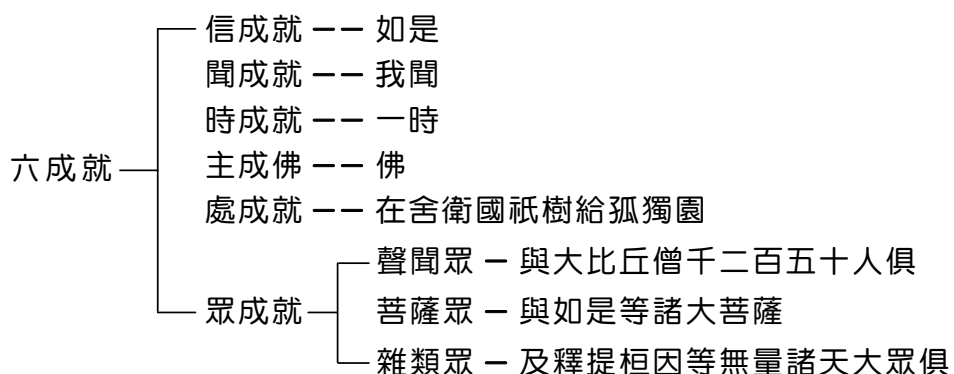 信成就 −− 如是
聞成就 −− 我聞
時成就 −− 一時
六成就
主成佛 −− 佛
處成就 −− 在舍衛國祇樹給孤獨園
聲聞眾 − 與大比丘僧千二百五十人俱
眾成就
菩薩眾 − 與如是等諸大菩薩
雜類眾 − 及釋提桓因等無量諸天大眾俱